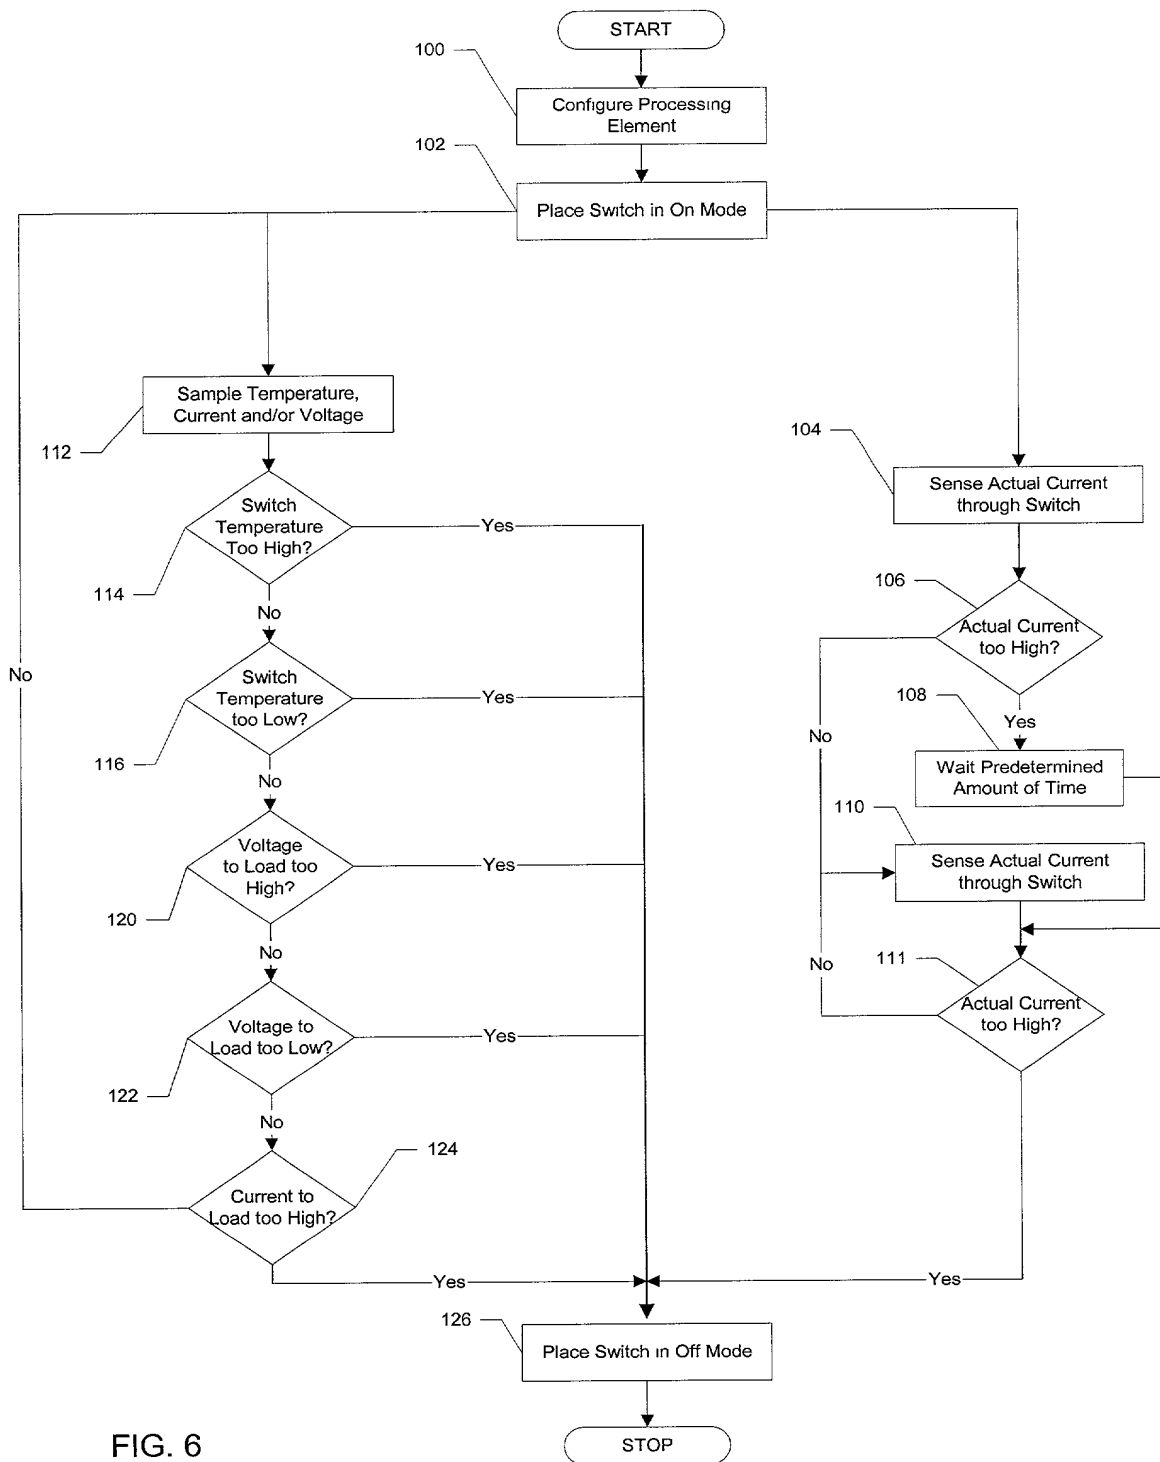 START
100
Configure Processing
Element
102
Place Switch in On Mode
Sample Temperature,
Current and/or Voltage
112
104
Sense Actual Current
through Switch
Switch
Temperature
Too High?
Yes
114
No
106
Actual Current
too High?
No
Switch
Temperature
too Low?
Yes
116
No
108
Yes
No
Wait Predetermined
Amount of Time
110
Voltage
to Load too
High?
Yes
120
No
Sense Actual Current
through Switch
No
111
Actual Current
too High?
Voltage to
Load too Low?
Yes
122
No
124
Current to
Load too High?
Yes
Yes
126
Place Switch in Off Mode
STOP
FIG. 6